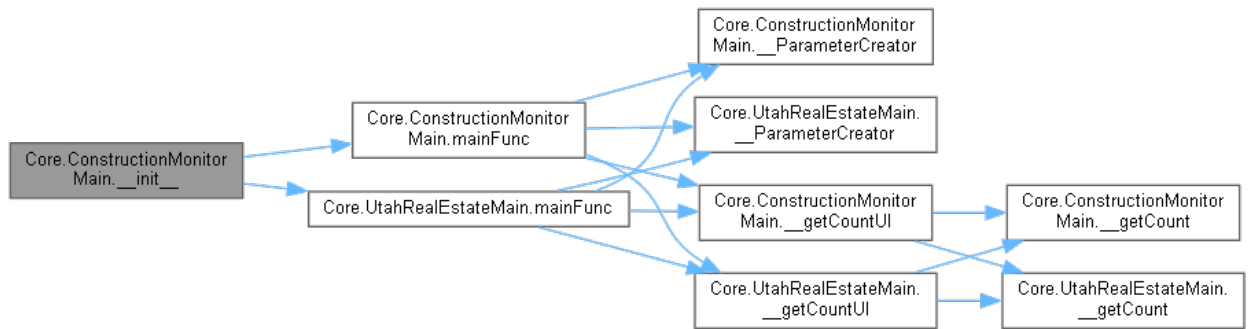 Core.ConstructionMonitor
Main.__init__
Core.ConstructionMonitor
Main.mainFunc
Core.UtahRealEstateMain.mainFunc
Core.ConstructionMonitor
Main.__ParameterCreator
Core.UtahRealEstateMain.
__ParameterCreator
Core.ConstructionMonitor
Main.__getCountUI
Core.UtahRealEstateMain.
__getCountUI
Core.ConstructionMonitor
Main.__getCount
Core.UtahRealEstateMain.
__getCount